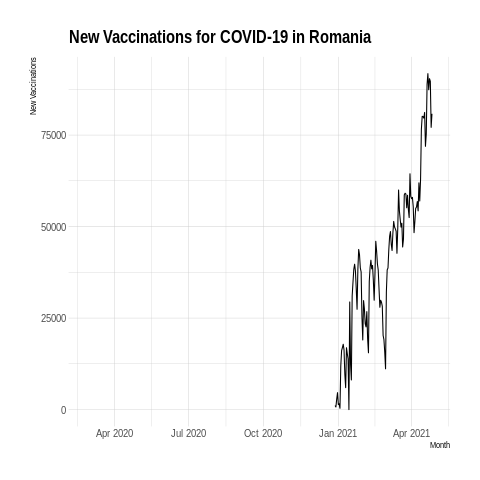 New Vaccinations for COVID-19 in Romania
New Vaccinations
75000
50000
25000
0
Apr 2020 Jul 2020 Oct 2020 Jan 2021 Apr 2021
Month